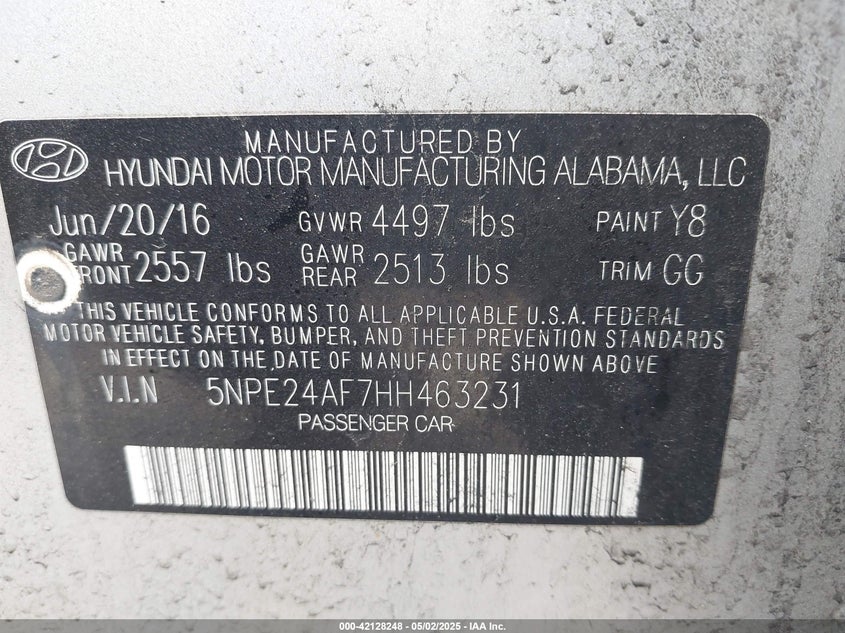 MANUFACTURED BY
HYUNDAI MOTOR MANUFACTURING ALABAMA, LLC
Jun/20/16 GVWR 4497 lbs PAINT Y8
GAWR FRONT 2557 lbs GAWR REAR 2513 lbs TRIM GG
THIS VEHICLE CONFORMS TO ALL APPLICABLE U.S.A. FEDERAL
MOTOR VEHICLE SAFETY, BUMPER, AND THEFT PREVENTION STANDARDS
IN EFFECT ON THE DATE OF MANUFACTURE SHOWN ABOVE
V.I.N 5NPE24AF7HH463231
PASSENGER CAR
000-42128248 - 05/02/2025 - IAA Inc.